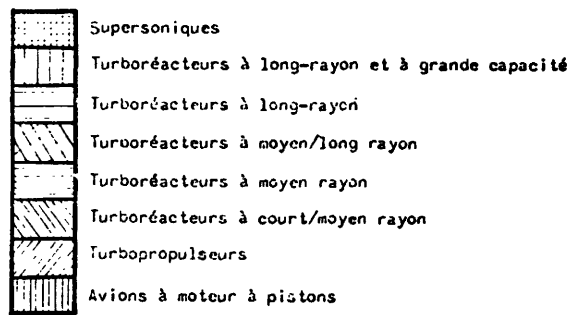 Supersoniques
Turboréacteurs à long-rayon et à grande capacité
Turboréacteurs à long-rayon
Turboréacteurs à moyen/long rayon
Turboréacteurs à moyen rayon
Turboréacteurs à court/moyen rayon
Turbopropulseurs
Avions à moteur à pistons